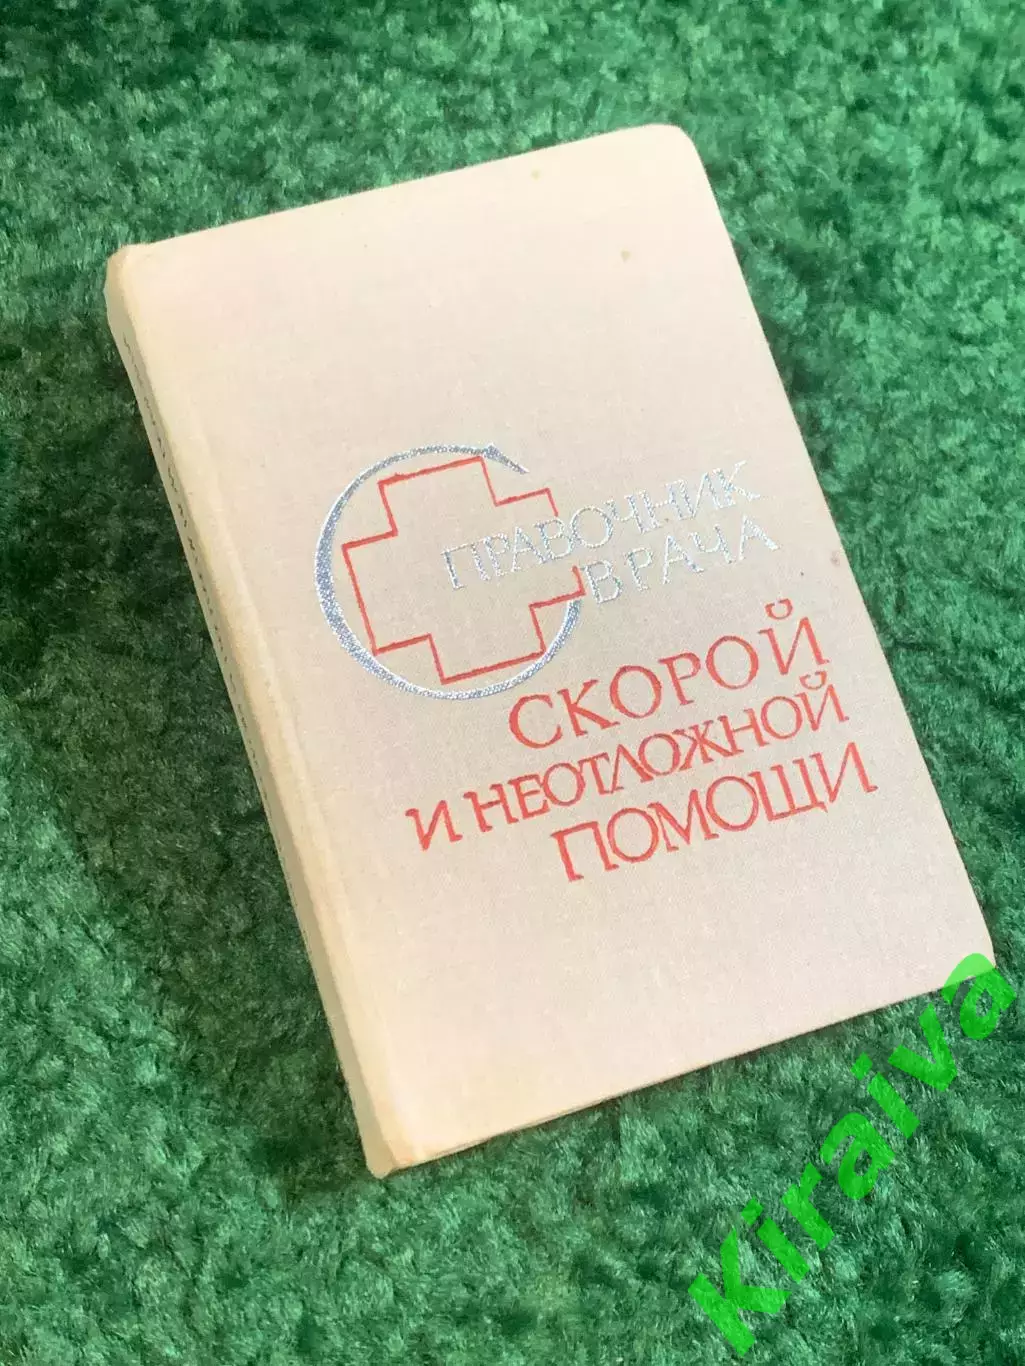 СПРАВОЧНИК
ВРАЧА
СКОРОЙ
И НЕОТЛОЖНОЙ
ПОМОЩИ
Kiraiva